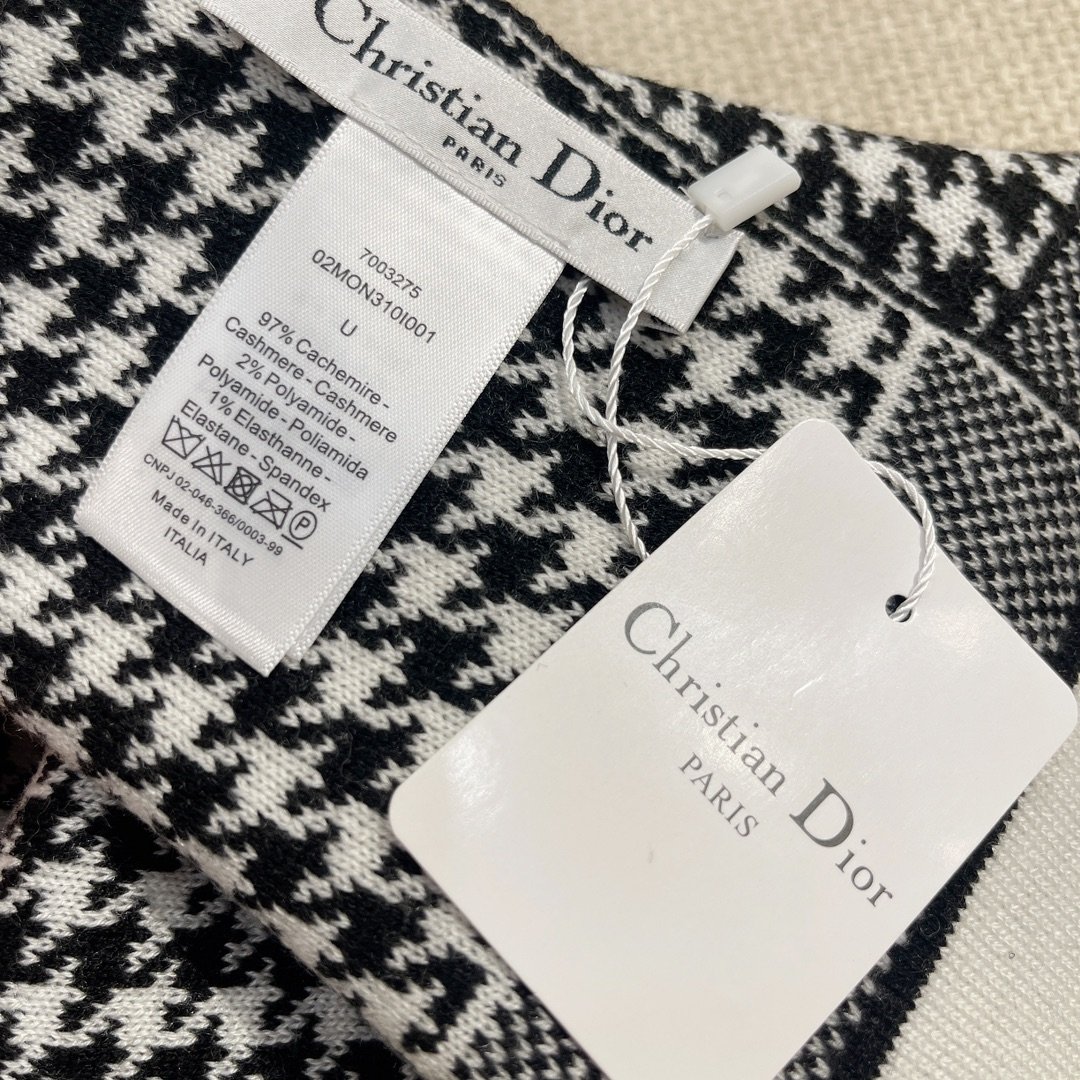 Christian Dior
PARIS
7003275
02MON310I001
U
97% Cachemire -
Cashmere - Cashmere
2% Polyamide -
Polyamide - Poliamida
1% Elasthanne -
Elastane - Spandex
P
CNPJ 02-046-366/0003-99
Made in ITALY
ITALIA
Christian Dior
PARIS